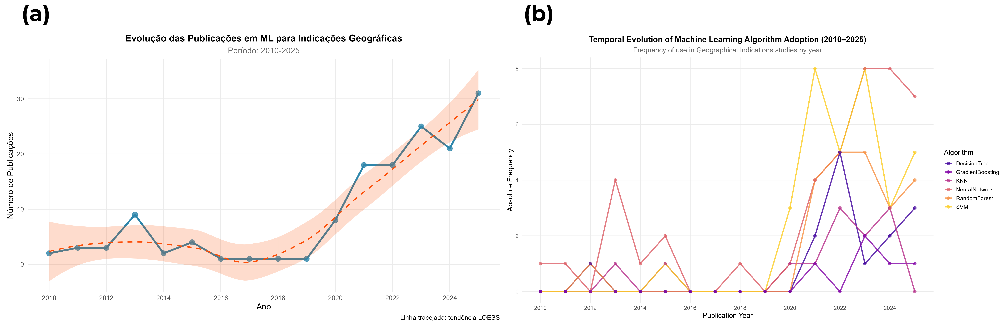 (a)
Evolução das Publicações em ML para Indicações Geográficas
Período: 2010-2025
Número de Publicações
30
20
10
0
2010 2012 2014 2016 2018 2020 2022 2024
Ano
Linha tracejada: tendência LOESS
(b)
Temporal Evolution of Machine Learning Algorithm Adoption (2010–2025)
Frequency of use in Geographical Indications studies by year
Absolute Frequency
8
6
4
2
0
2010 2012 2014 2016 2018 2020 2022 2024
Publication Year
Algorithm
DecisionTree
GradientBoosting
KNN
NeuralNetwork
RandomForest
SVM